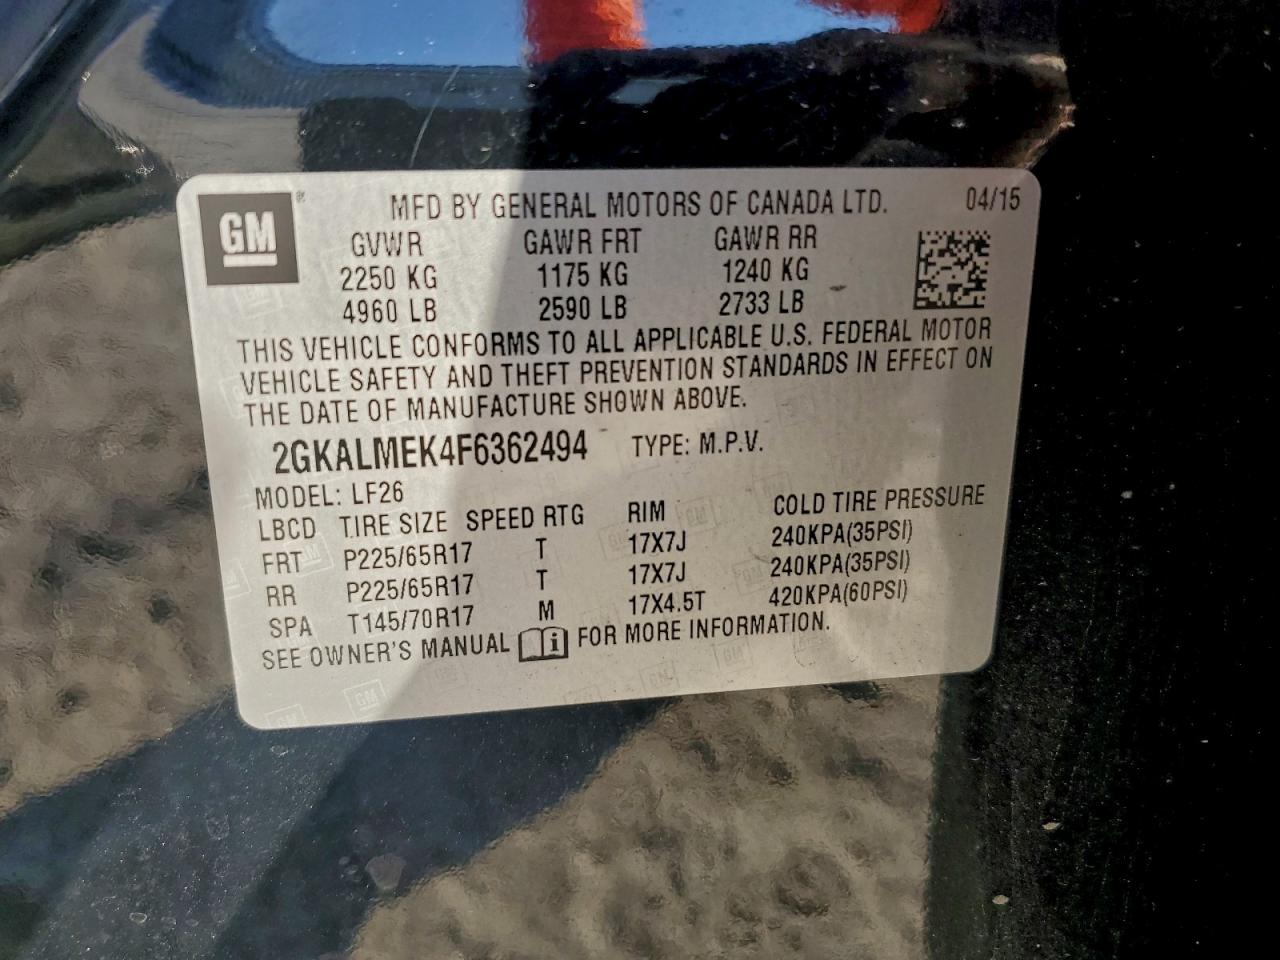 GM
MFD BY GENERAL MOTORS OF CANADA LTD. 04/15
GVWR GAWR FRT GAWR RR
2250 KG 1175 KG 1240 KG
4960 LB 2590 LB 2733 LB
THIS VEHICLE CONFORMS TO ALL APPLICABLE U.S. FEDERAL MOTOR
VEHICLE SAFETY AND THEFT PREVENTION STANDARDS IN EFFECT ON
THE DATE OF MANUFACTURE SHOWN ABOVE.
2GKALMEK4F6362494 TYPE: M.P.V.
MODEL: LF26
LBCD TIRE SIZE SPEED RTG RIM COLD TIRE PRESSURE
FRT P225/65R17 T 17X7J 240KPA(35PSI)
RR P225/65R17 T 17X7J 240KPA(35PSI)
SPA T145/70R17 M 17X4.5T 420KPA(60PSI)
SEE OWNER'S MANUAL i FOR MORE INFORMATION.